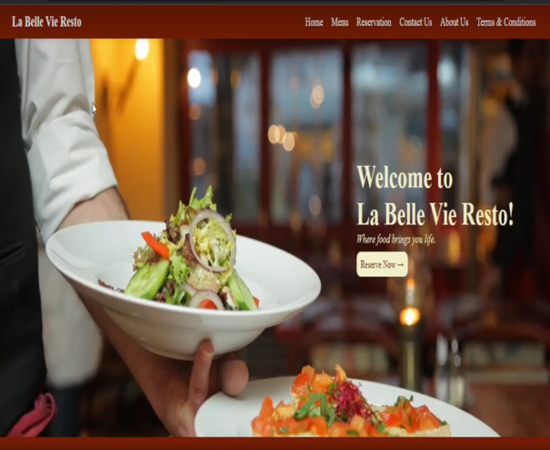 La Belle Vie Resto
Home Menu Reservation Contact Us About Us Terms & Conditions
Welcome to
La Belle Vie Resto!
Where food brings you life.
Reserve Now →